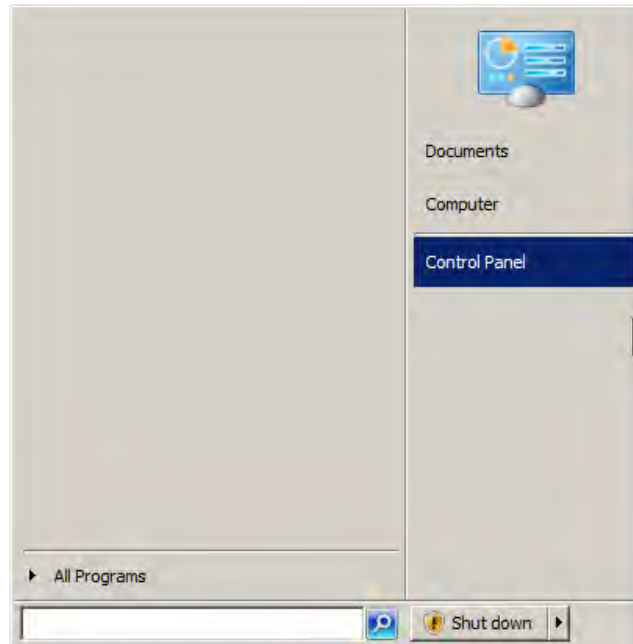 Documents
Computer
Control Panel
All Programs
Shut down